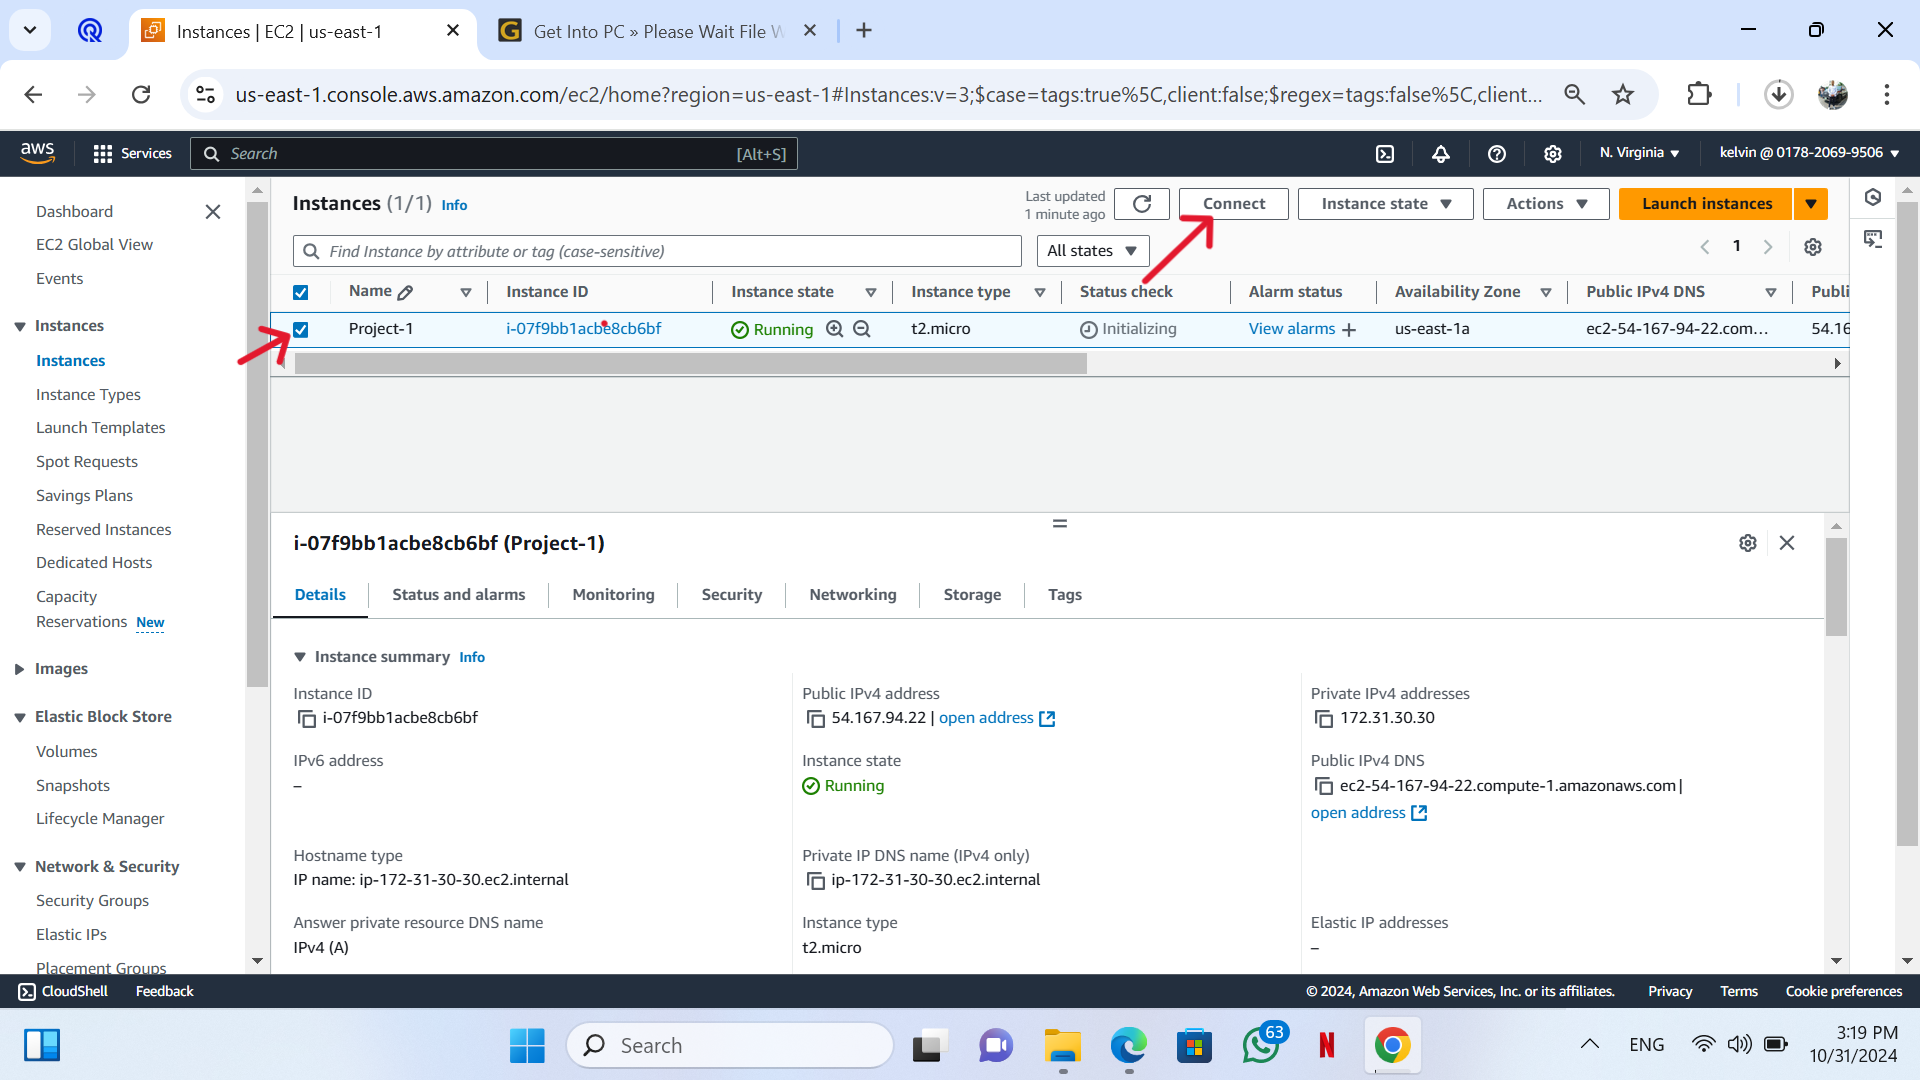 Instances | EC2 | us-east-1
Get Into PC » Please Wait File W
us-east-1.console.aws.amazon.com/ec2/home?region=us-east-1#Instances:v=3;$case=tags:true%5C,client:false;$regex=tags:false%5C,client...
aws
Services
Search
[Alt+S]
N. Virginia
kelvin @ 0178-2069-9506
Dashboard
EC2 Global View
Events
Instances
Instances
Instance Types
Launch Templates
Spot Requests
Savings Plans
Reserved Instances
Dedicated Hosts
Capacity
Reservations New
Images
Elastic Block Store
Volumes
Snapshots
Lifecycle Manager
Network & Security
Security Groups
Elastic IPs
Placement Groups
Instances (1/1) Info
Last updated
1 minute ago
Connect
Instance state
Actions
Launch instances
Find Instance by attribute or tag (case-sensitive)
All states
1
Name Instance ID Instance state Instance type Status check Alarm status Availability Zone Public IPv4 DNS Publi
Project-1 i-07f9bb1acbe8cb6bf Running t2.micro Initializing View alarms us-east-1a ec2-54-167-94-22.com... 54.16
i-07f9bb1acbe8cb6bf (Project-1)
Details Status and alarms Monitoring Security Networking Storage Tags
Instance summary Info
Instance ID
i-07f9bb1acbe8cb6bf
Public IPv4 address
54.167.94.22 | open address
Private IPv4 addresses
172.31.30.30
IPv6 address
–
Instance state
Running
Public IPv4 DNS
ec2-54-167-94-22.compute-1.amazonaws.com |
open address
Hostname type
IP name: ip-172-31-30-30.ec2.internal
Private IP DNS name (IPv4 only)
ip-172-31-30-30.ec2.internal
Answer private resource DNS name
IPv4 (A)
Instance type
t2.micro
Elastic IP addresses
–
CloudShell Feedback
© 2024, Amazon Web Services, Inc. or its affiliates. Privacy Terms Cookie preferences
Search
63
N
ENG
3:19 PM
10/31/2024